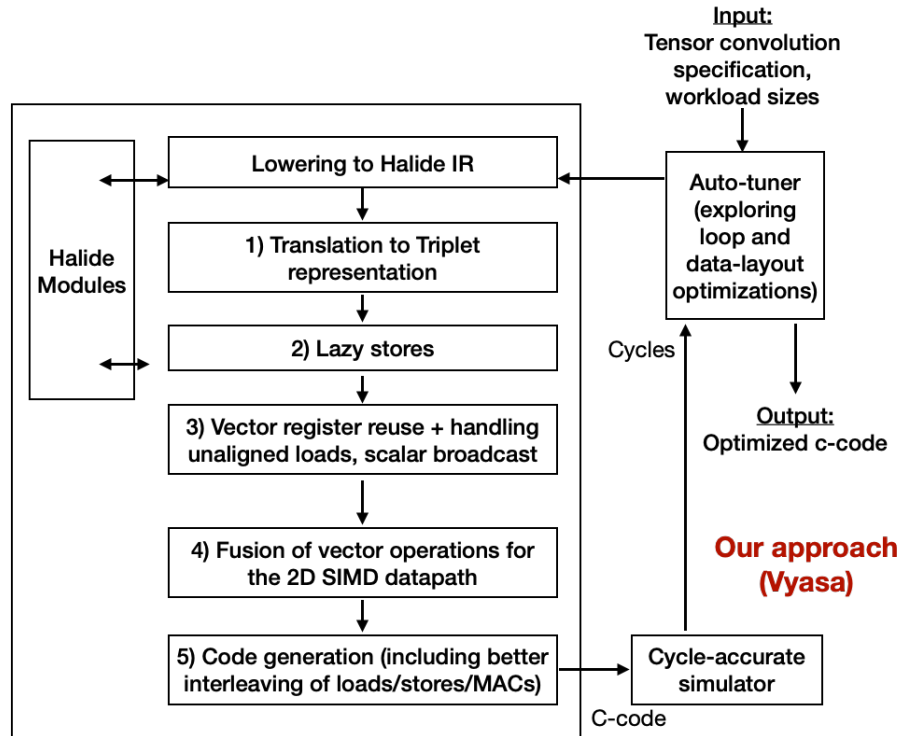 Input:
Tensor convolution
specification,
workload sizes
Auto-tuner
(exploring
loop and
data-layout
optimizations)
Halide
Modules
Lowering to Halide IR
1) Translation to Triplet
representation
2) Lazy stores
3) Vector register reuse + handling
unaligned loads, scalar broadcast
4) Fusion of vector operations for
the 2D SIMD datapath
5) Code generation (including better
interleaving of loads/stores/MACs)
C-code
Cycle-accurate
simulator
Cycles
Output:
Optimized c-code
Our approach
(Vyasa)